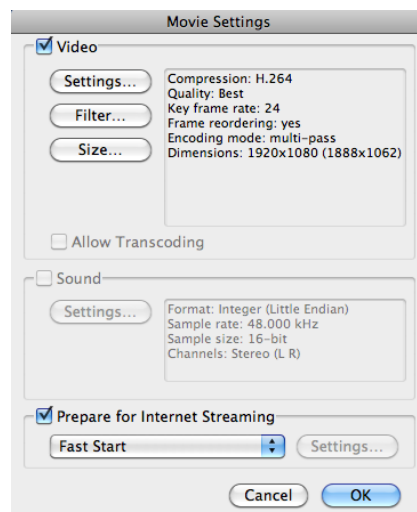 Movie Settings
Video
Settings...
Filter...
Size...
Compression: H.264
Quality: Best
Key frame rate: 24
Frame reordering: yes
Encoding mode: multi-pass
Dimensions: 1920x1080 (1888x1062)
Allow Transcoding
Sound
Settings...
Format: Integer (Little Endian)
Sample rate: 48.000 kHz
Sample size: 16-bit
Channels: Stereo (L R)
Prepare for Internet Streaming
Fast Start
Settings...
Cancel
OK